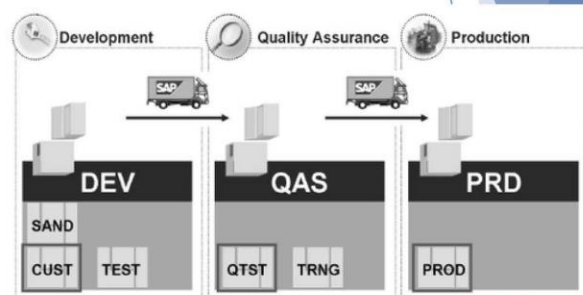 Development
Quality Assurance
Production
SAP
SAP
DEV
QAS
PRD
SAND
CUST
TEST
QTST
TRNG
PROD